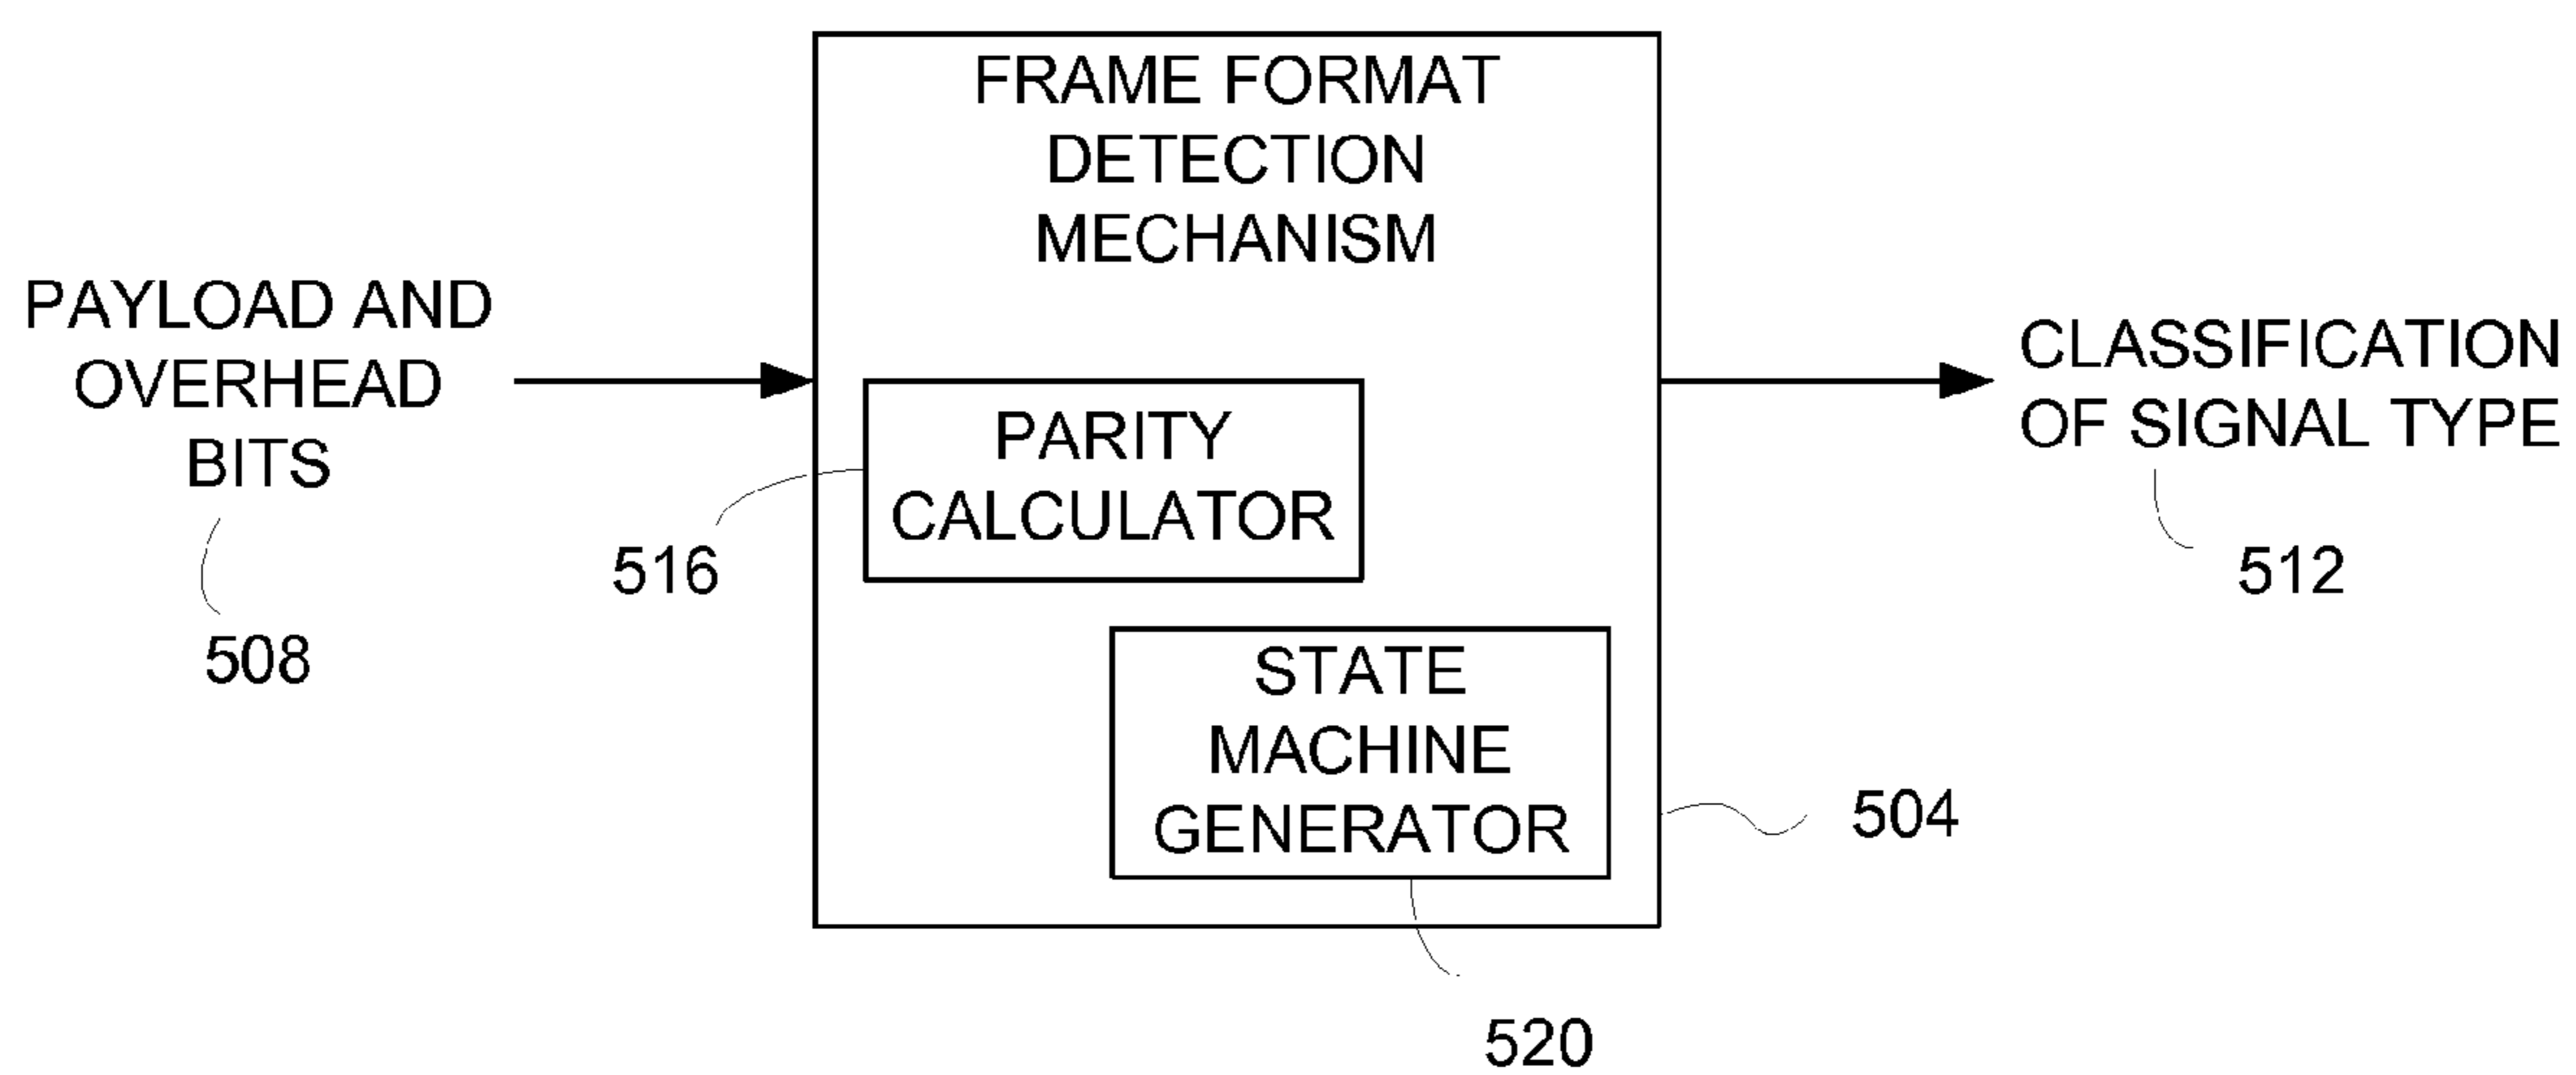 FRAME FORMAT
DETECTION
MECHANISM
PAYLOAD AND
OVERHEAD
BITS
508
PARITY
CALCULATOR
516
STATE
MACHINE
GENERATOR
520
504
CLASSIFICATION
OF SIGNAL TYPE
512